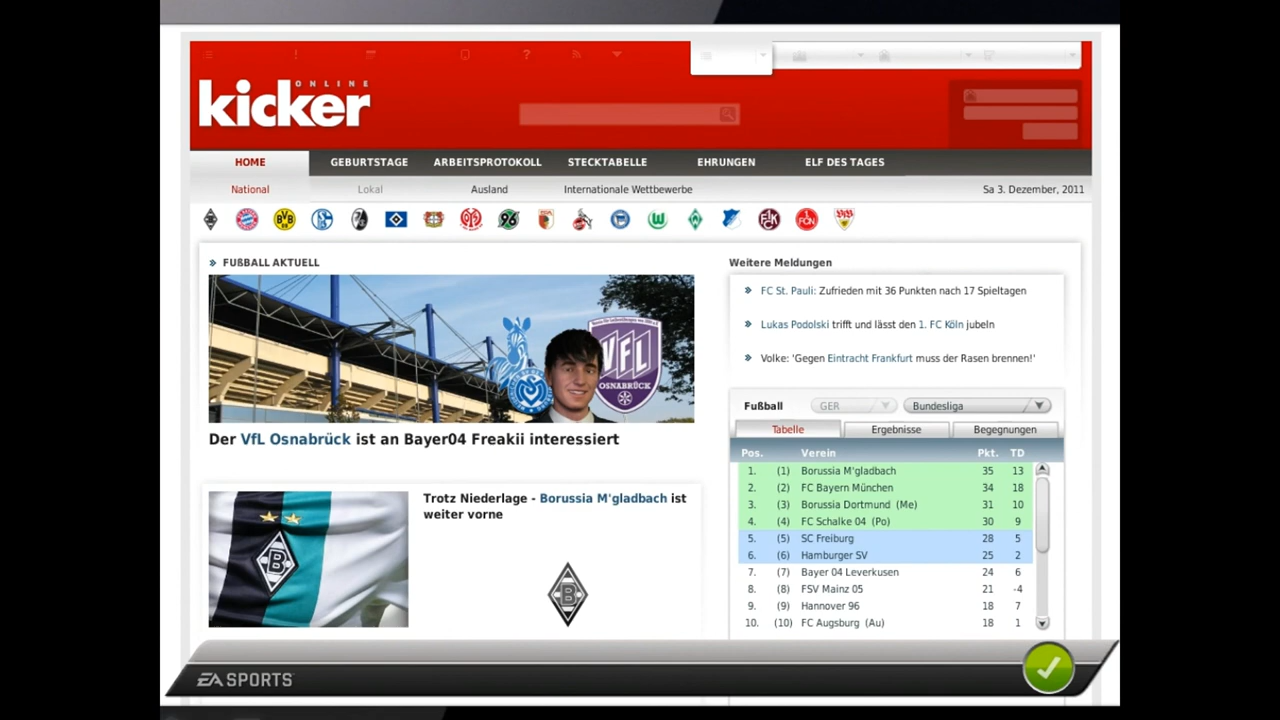 ONLINE
kicker
HOME GEBURTSTAGE ARBEITSPROTOKOLL STECKTABELLE EHRUNGEN ELF DES TAGES
National Lokal Ausland Internationale Wettbewerbe Sa 3. Dezember, 2011
FUßBALL AKTUELL
VFL
OSNABRÜCK
Der VfL Osnabrück ist an Bayer04 Freakii interessiert
Trotz Niederlage - Borussia M'gladbach ist
weiter vorne
Weitere Meldungen
FC St. Pauli: Zufrieden mit 36 Punkten nach 17 Spieltagen
Lukas Podolski trifft und lässt den 1. FC Köln jubeln
Volke: 'Gegen Eintracht Frankfurt muss der Rasen brennen!'
Fußball GER Bundesliga
Tabelle Ergebnisse Begegnungen
Pos. Verein Pkt. TD
1. (1) Borussia M'gladbach 35 13
2. (2) FC Bayern München 34 18
3. (3) Borussia Dortmund (Me) 31 10
4. (4) FC Schalke 04 (Po) 30 9
5. (5) SC Freiburg 28 5
6. (6) Hamburger SV 25 2
7. (7) Bayer 04 Leverkusen 24 6
8. (8) FSV Mainz 05 21 -4
9. (9) Hannover 96 18 7
10. (10) FC Augsburg (Au) 18 1
EA SPORTS